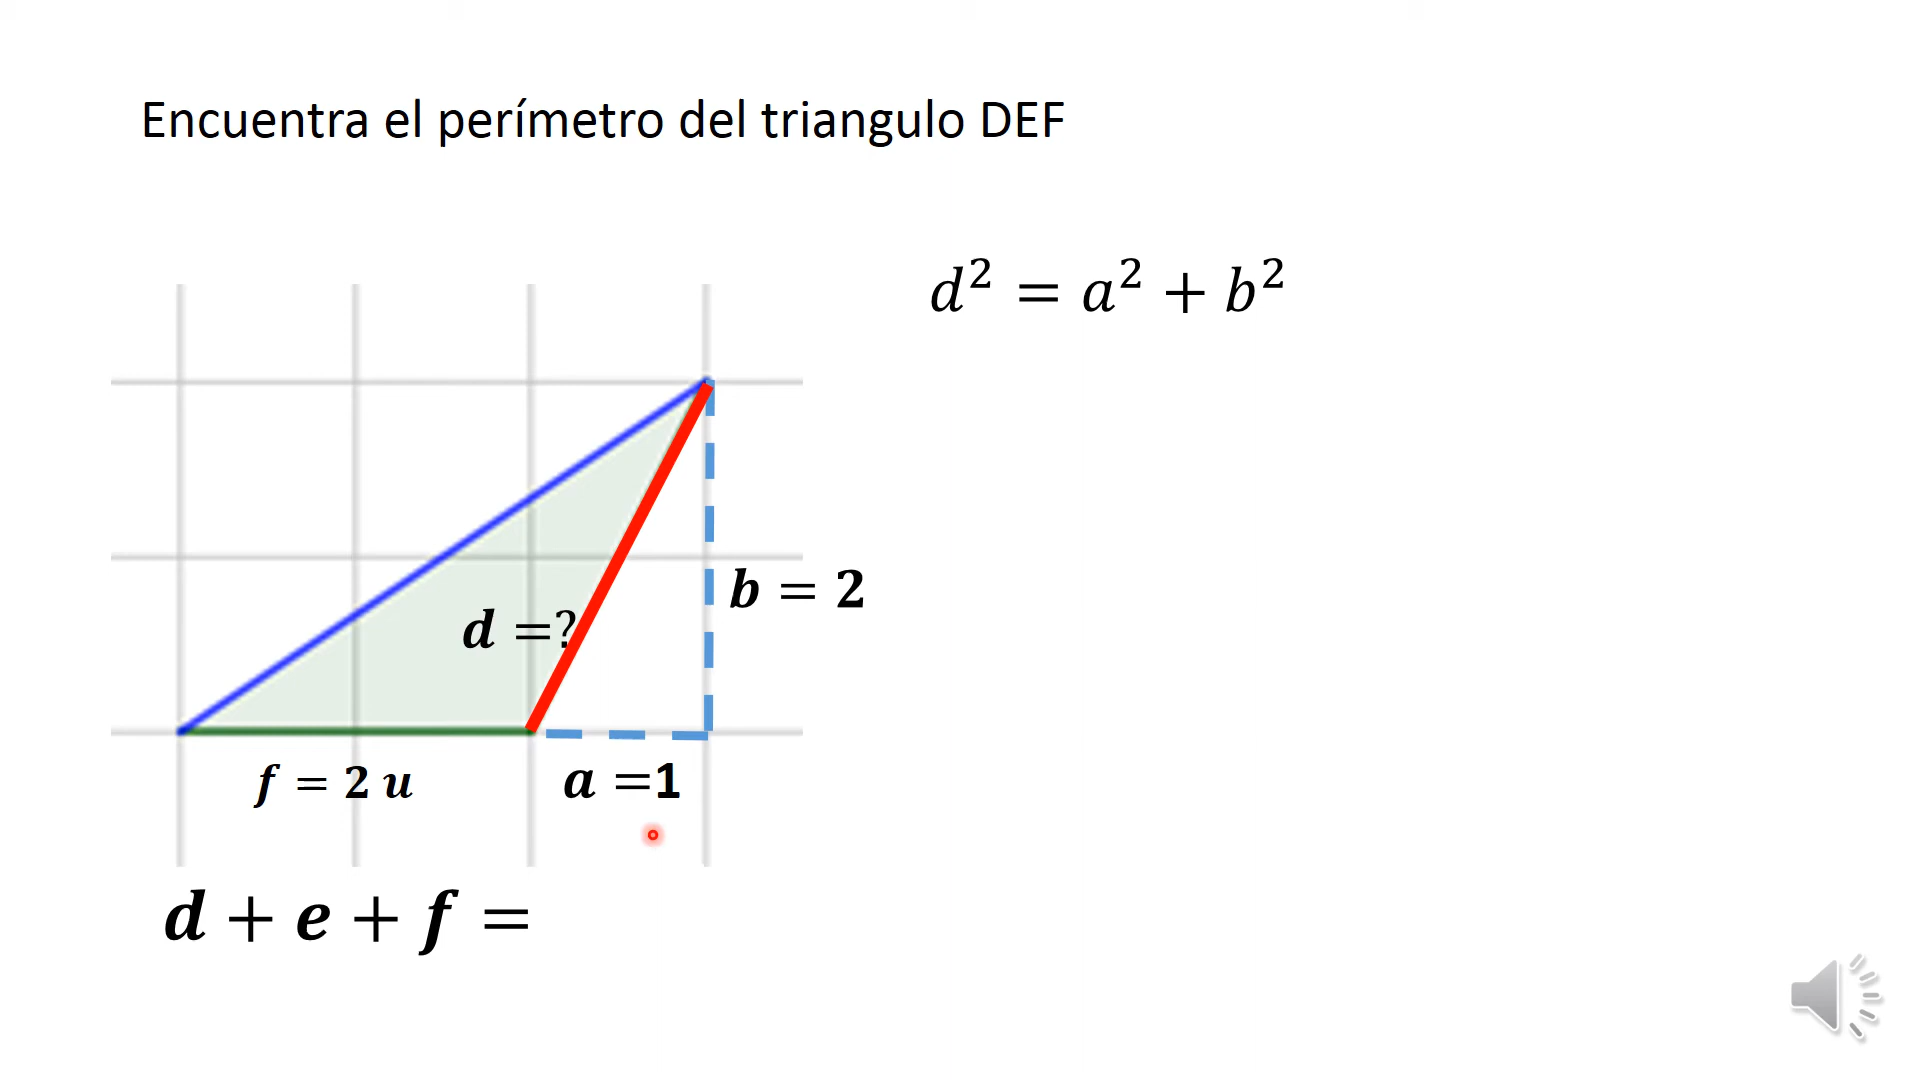 Encuentra el perímetro del triangulo DEF
d² = a² + b²
b = 2
d =?
f = 2 u
a =1
d + e + f =